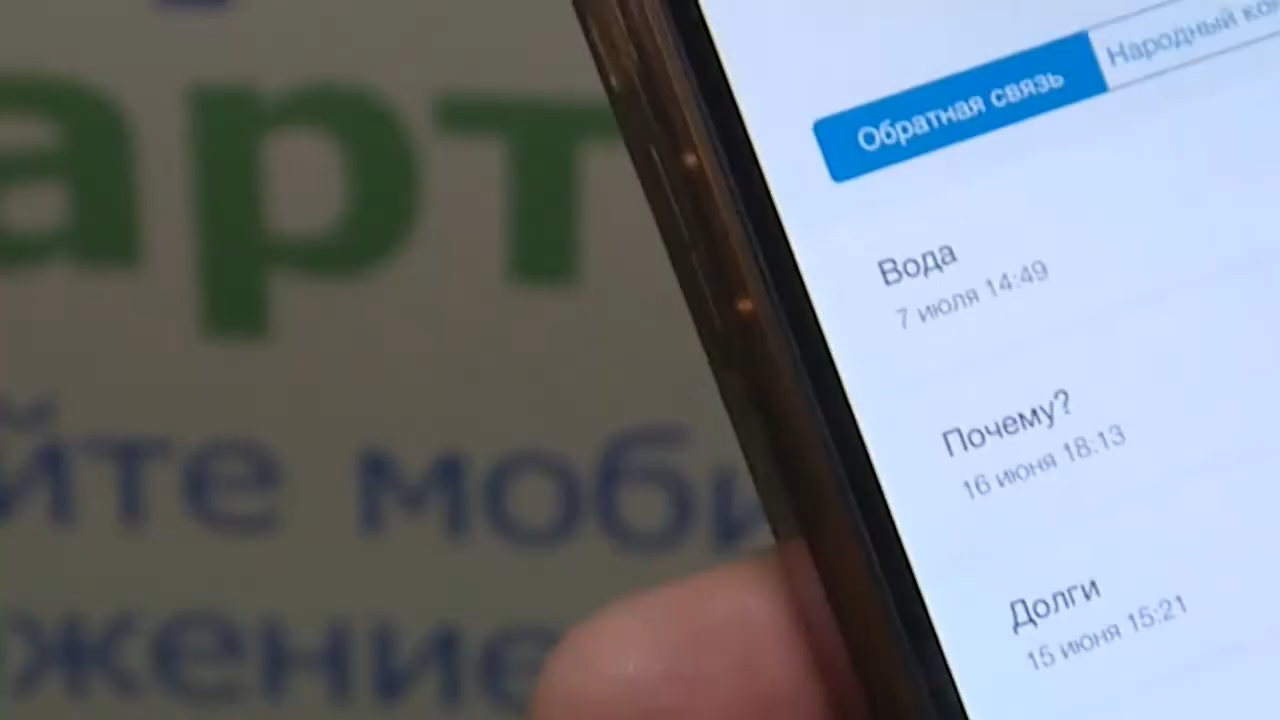 арт
йте моби
жение
Обратная связь
Народный ко
Вода
7 июля 14:49
Почему?
16 июня 18:13
Долги
15 июня 15:21